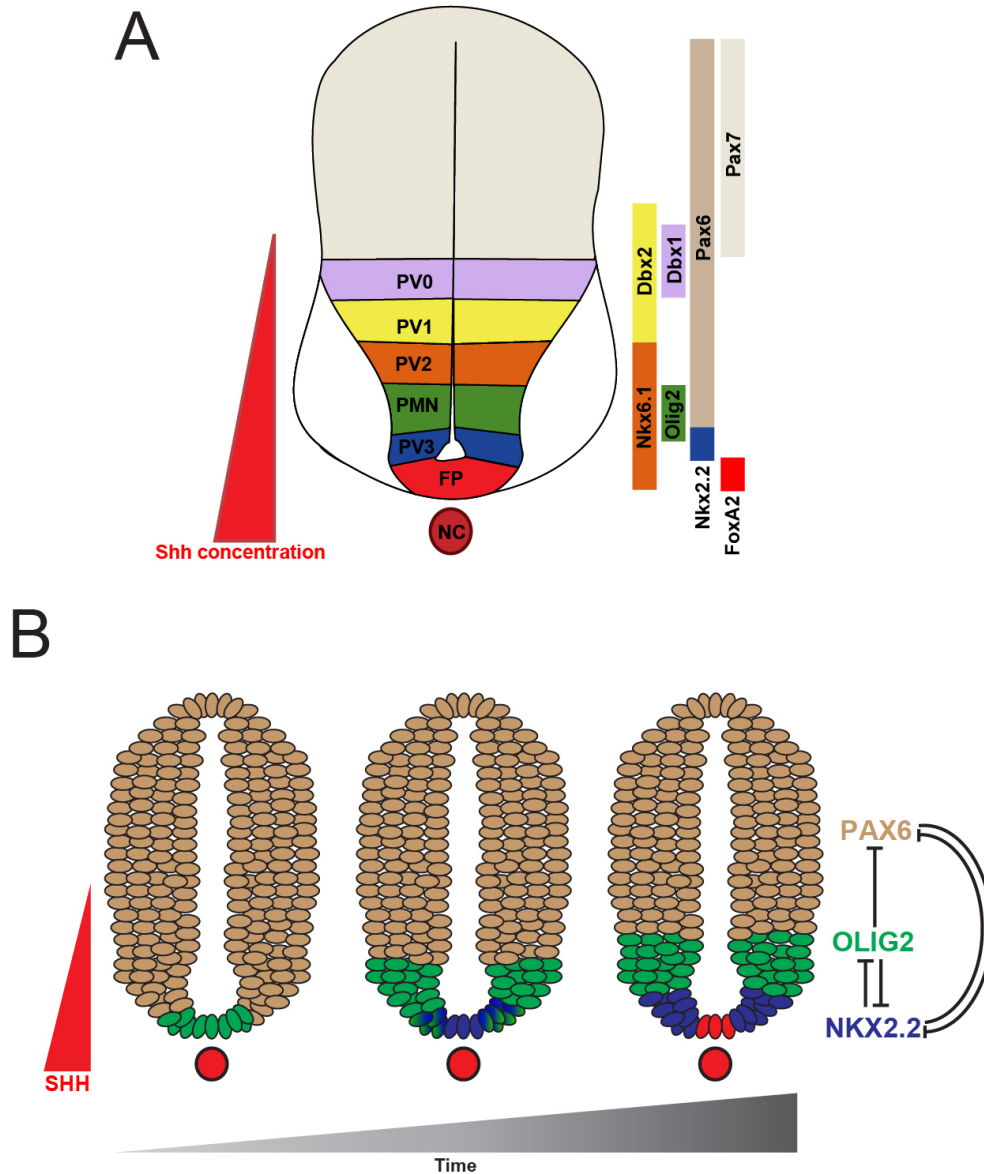 A
PV0
PV1
PV2
PMN
PV3
FP
NC
Shh concentration
Dbx2
Nkx6.1
Dbx1
Olig2
Pax6
Nkx2.2
Pax7
FoxA2
B
SHH
PAX6
OLIG2
NKX2.2
Time